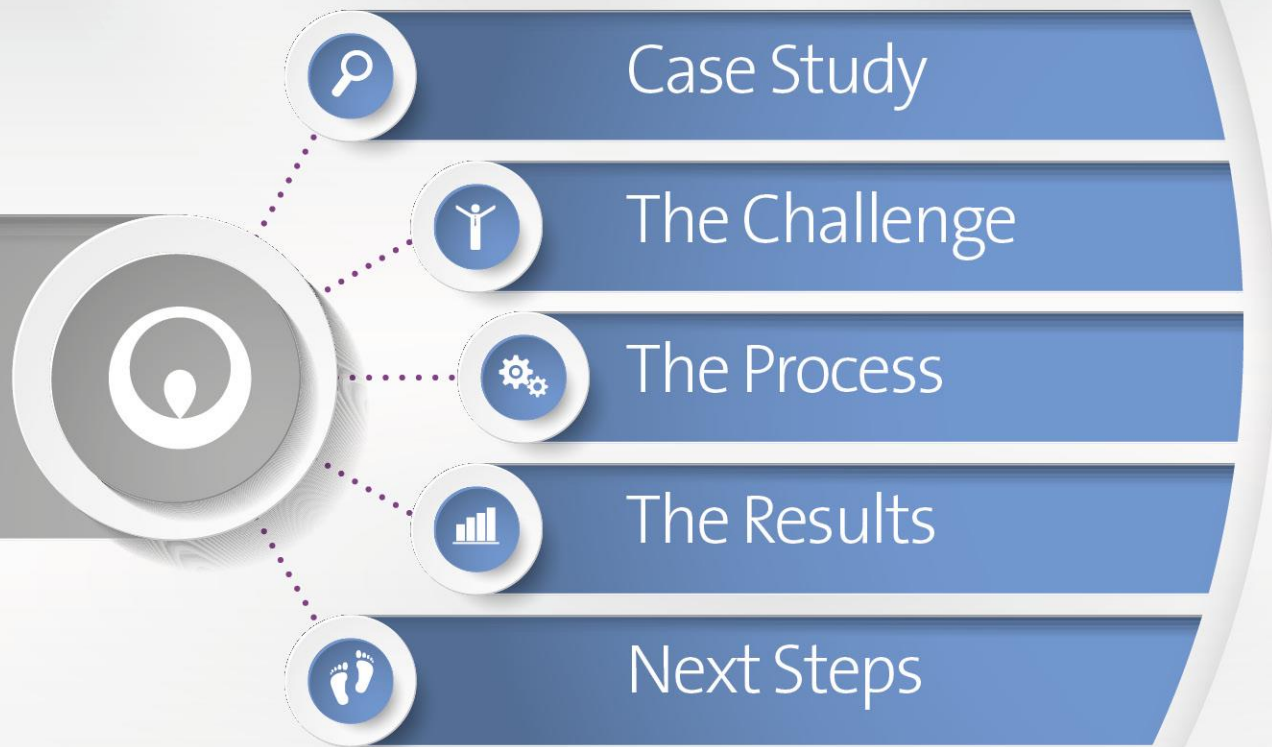 Case Study
The Challenge
The Process
The Results
Next Steps